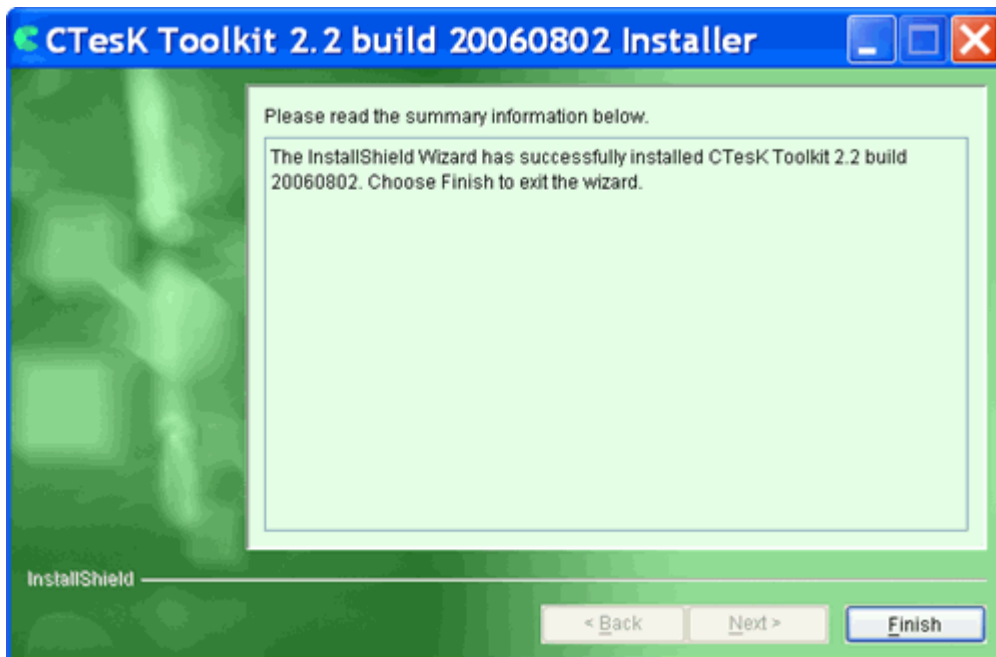 CTesK Toolkit 2.2 build 20060802 Installer
Please read the summary information below.
The InstallShield Wizard has successfully installed CTesK Toolkit 2.2 build
20060802. Choose Finish to exit the wizard.
InstallShield
< Back Next > Finish